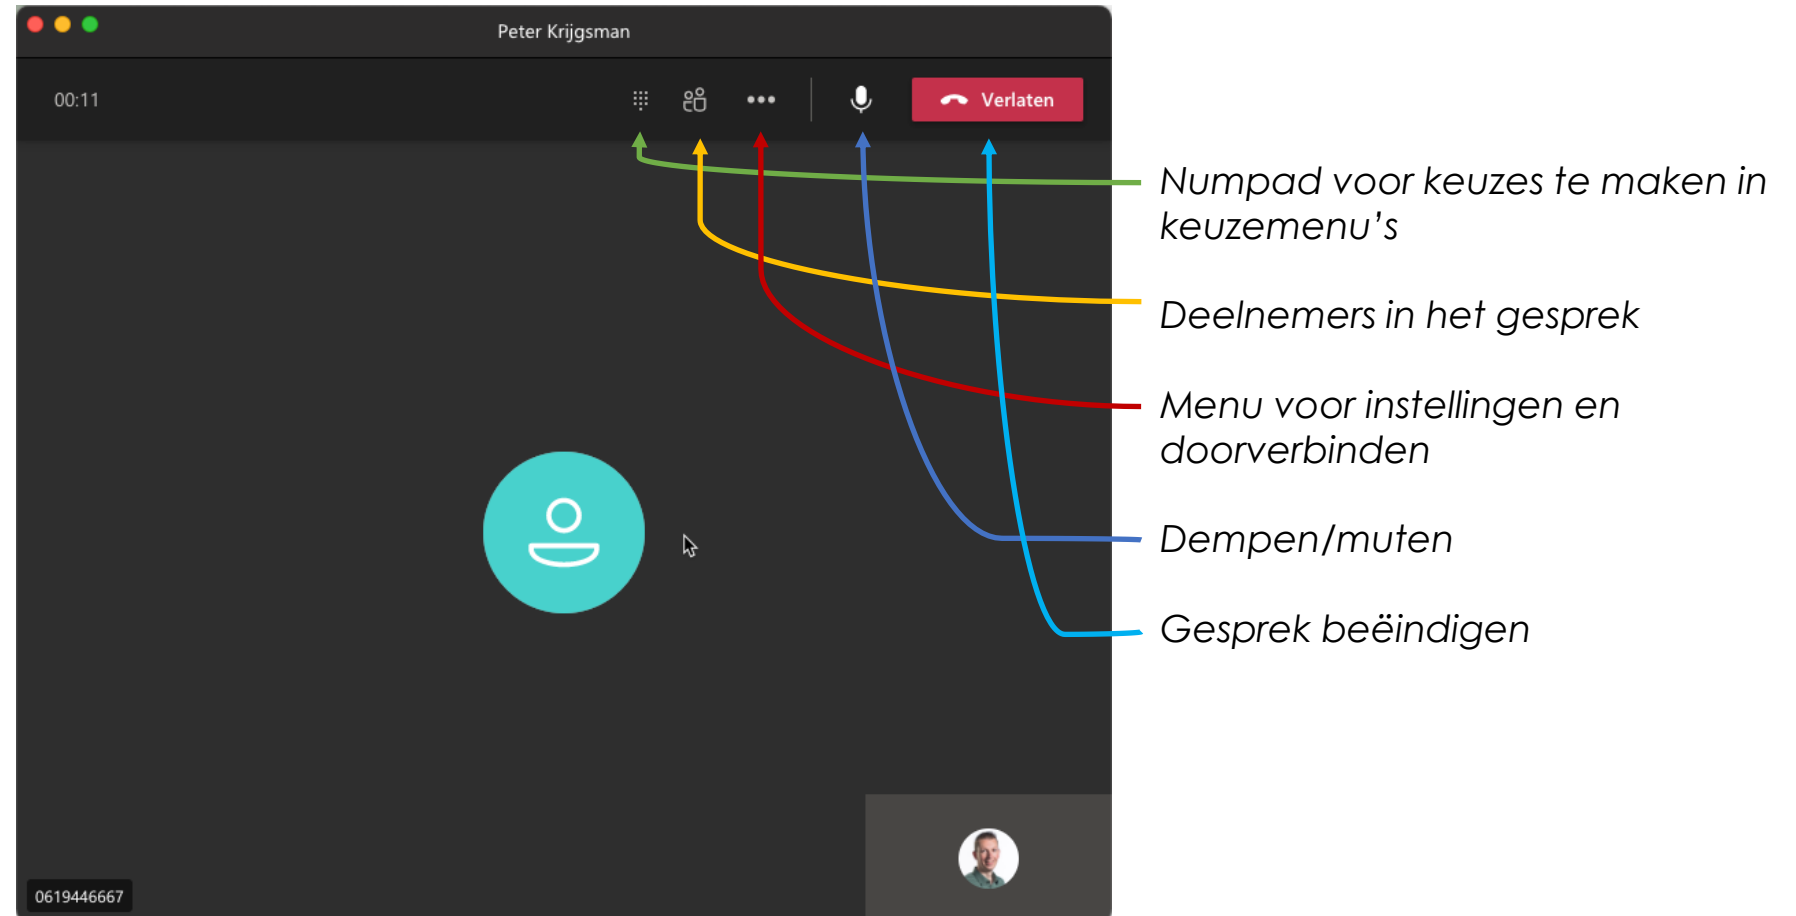 Peter Krijgsman
00:11
Verlaten
Numpad voor keuzes te maken in
keuzemenu’s
Deelnemers in het gesprek
Menu voor instellingen en
doorverbinden
Dempen/muten
Gesprek beëindigen
0619446667